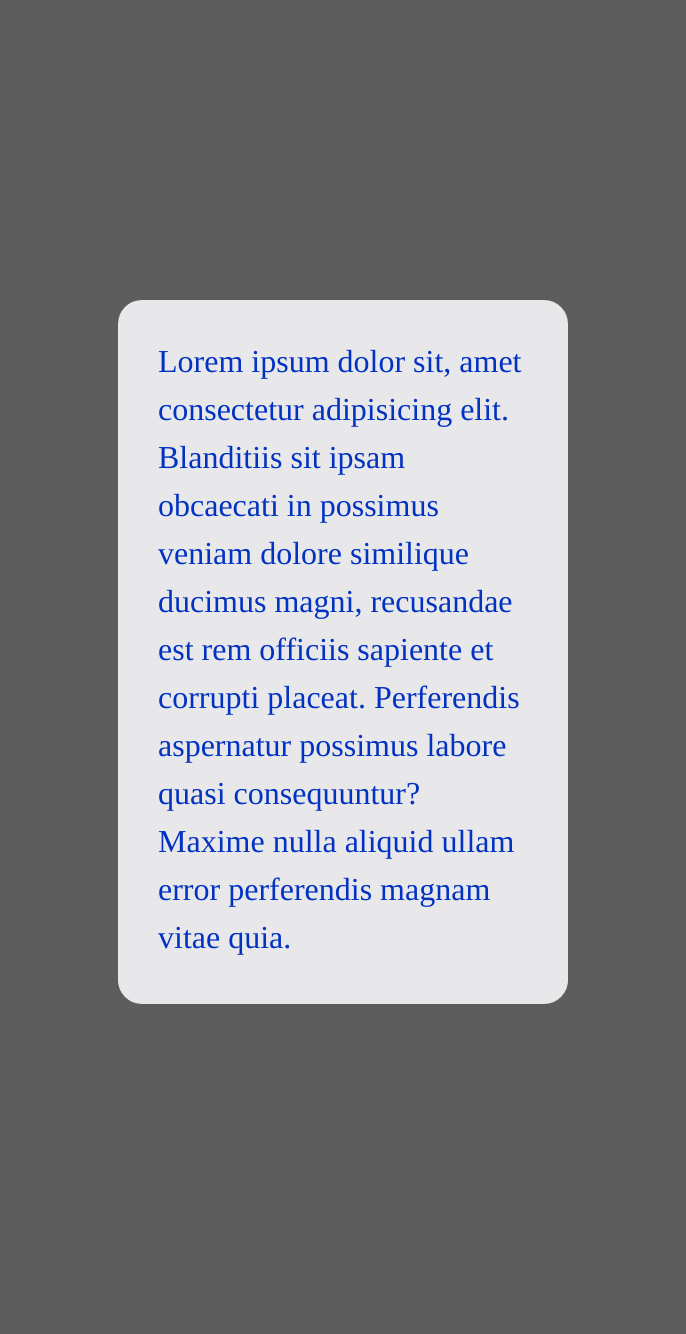 Lorem ipsum dolor sit, amet
consectetur adipisicing elit.
Blanditiis sit ipsam
obcaecati in possimus
veniam dolore similique
ducimus magni, recusandae
est rem officiis sapiente et
corrupti placeat. Perferendis
aspernatur possimus labore
quasi consequuntur?
Maxime nulla aliquid ullam
error perferendis magnam
vitae quia.